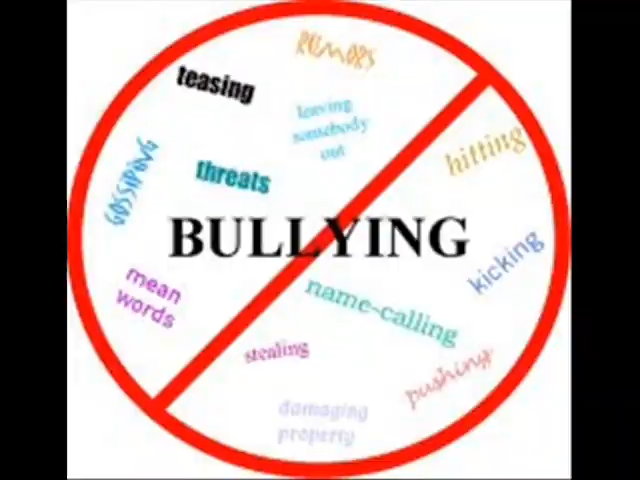 RUMORS
teasing
leaving
somebody
out
hitting
GOSSIPING
threats
BULLYING
kicking
mean
words
name-calling
stealing
pushing
damaging
property